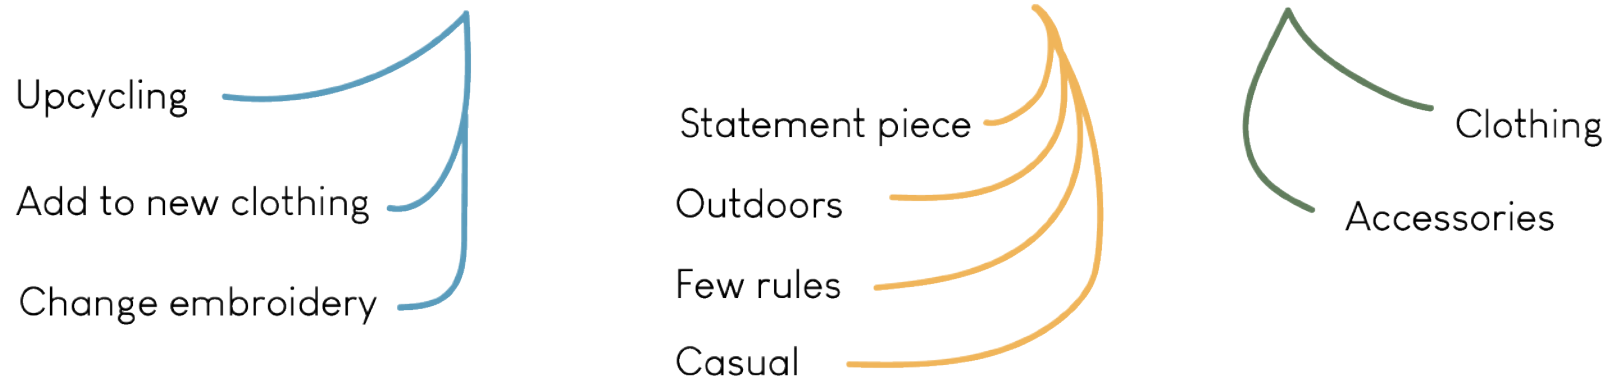 Upcycling
Add to new clothing
Change embroidery
Statement piece
Outdoors
Few rules
Casual
Clothing
Accessories